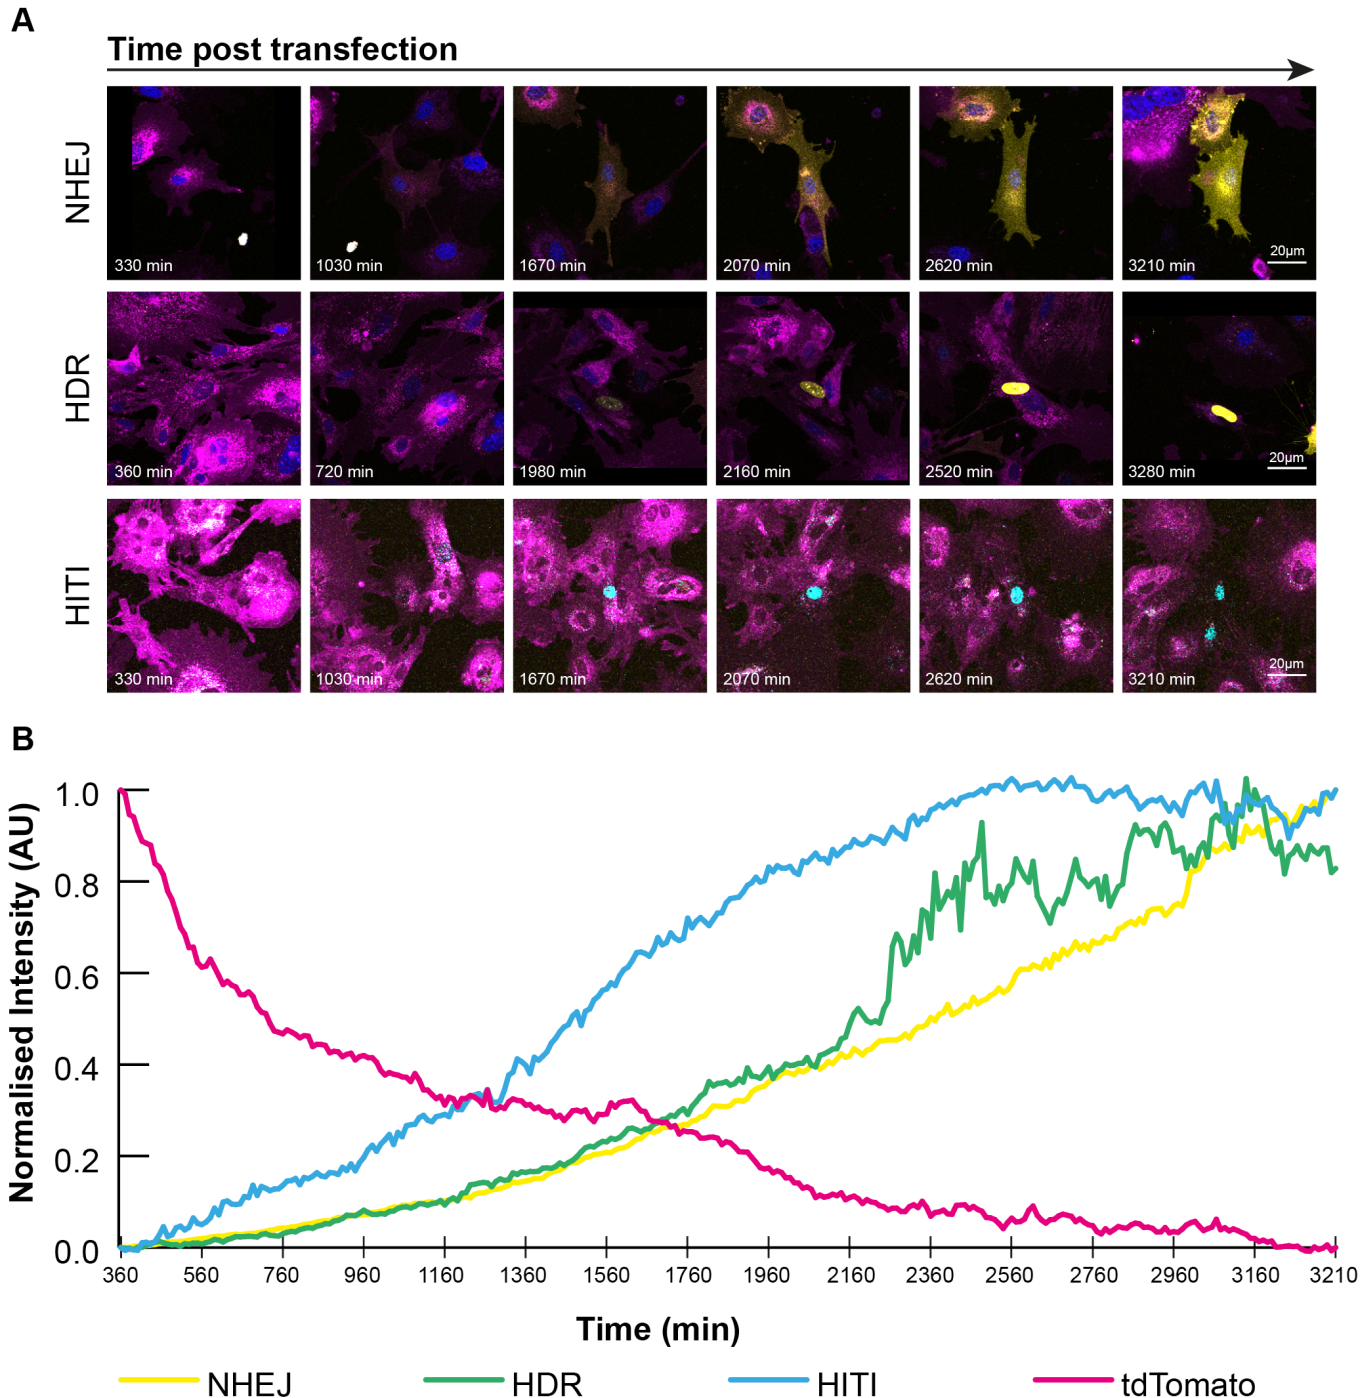 A
Time post transfection
NHEJ
330 min
1030 min
1670 min
2070 min
2620 min
20µm
3210 min
HDR
360 min
720 min
1980 min
2160 min
2520 min
20µm
3280 min
HITI
330 min
1030 min
1670 min
2070 min
2620 min
20µm
3210 min
B
Normalised Intensity (AU)
1.0
0.8
0.6
0.4
0.2
0.0
360 560 760 960 1160 1360 1560 1760 1960 2160 2360 2560 2760 2960 3160 3210
Time (min)
NHEJ HDR HITI tdTomato